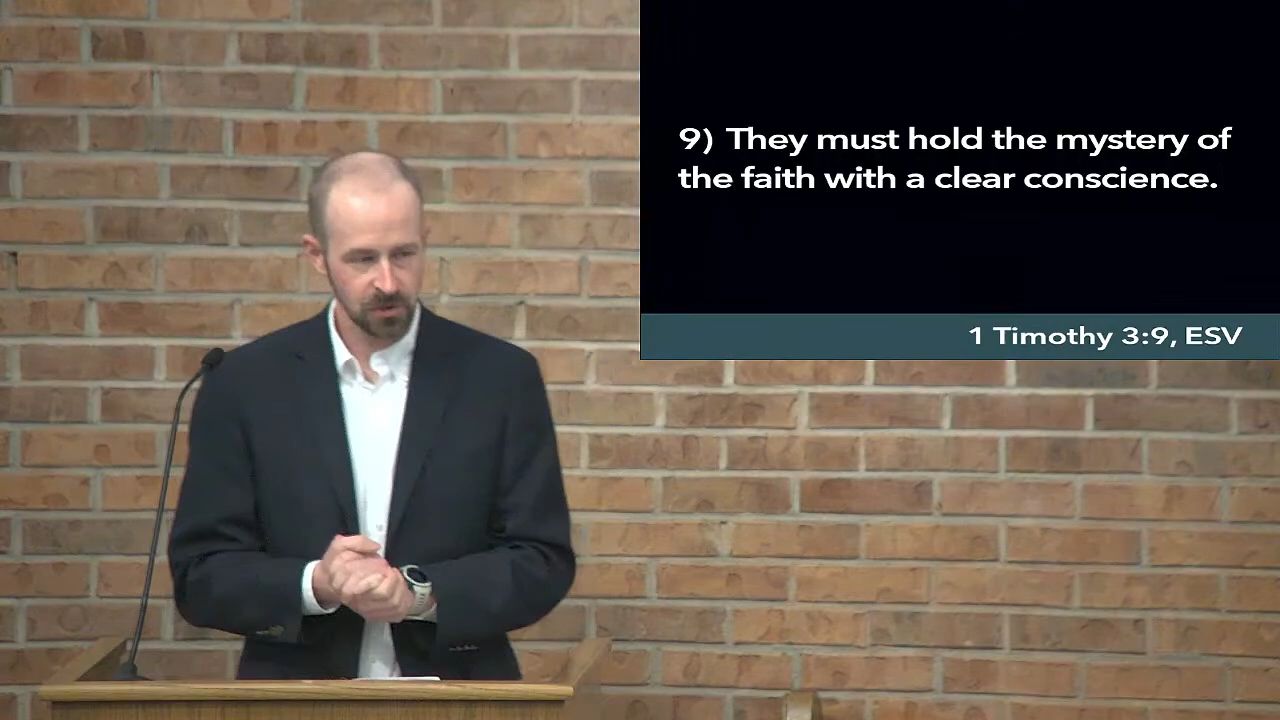 9) They must hold the mystery of
the faith with a clear conscience.
1 Timothy 3:9, ESV